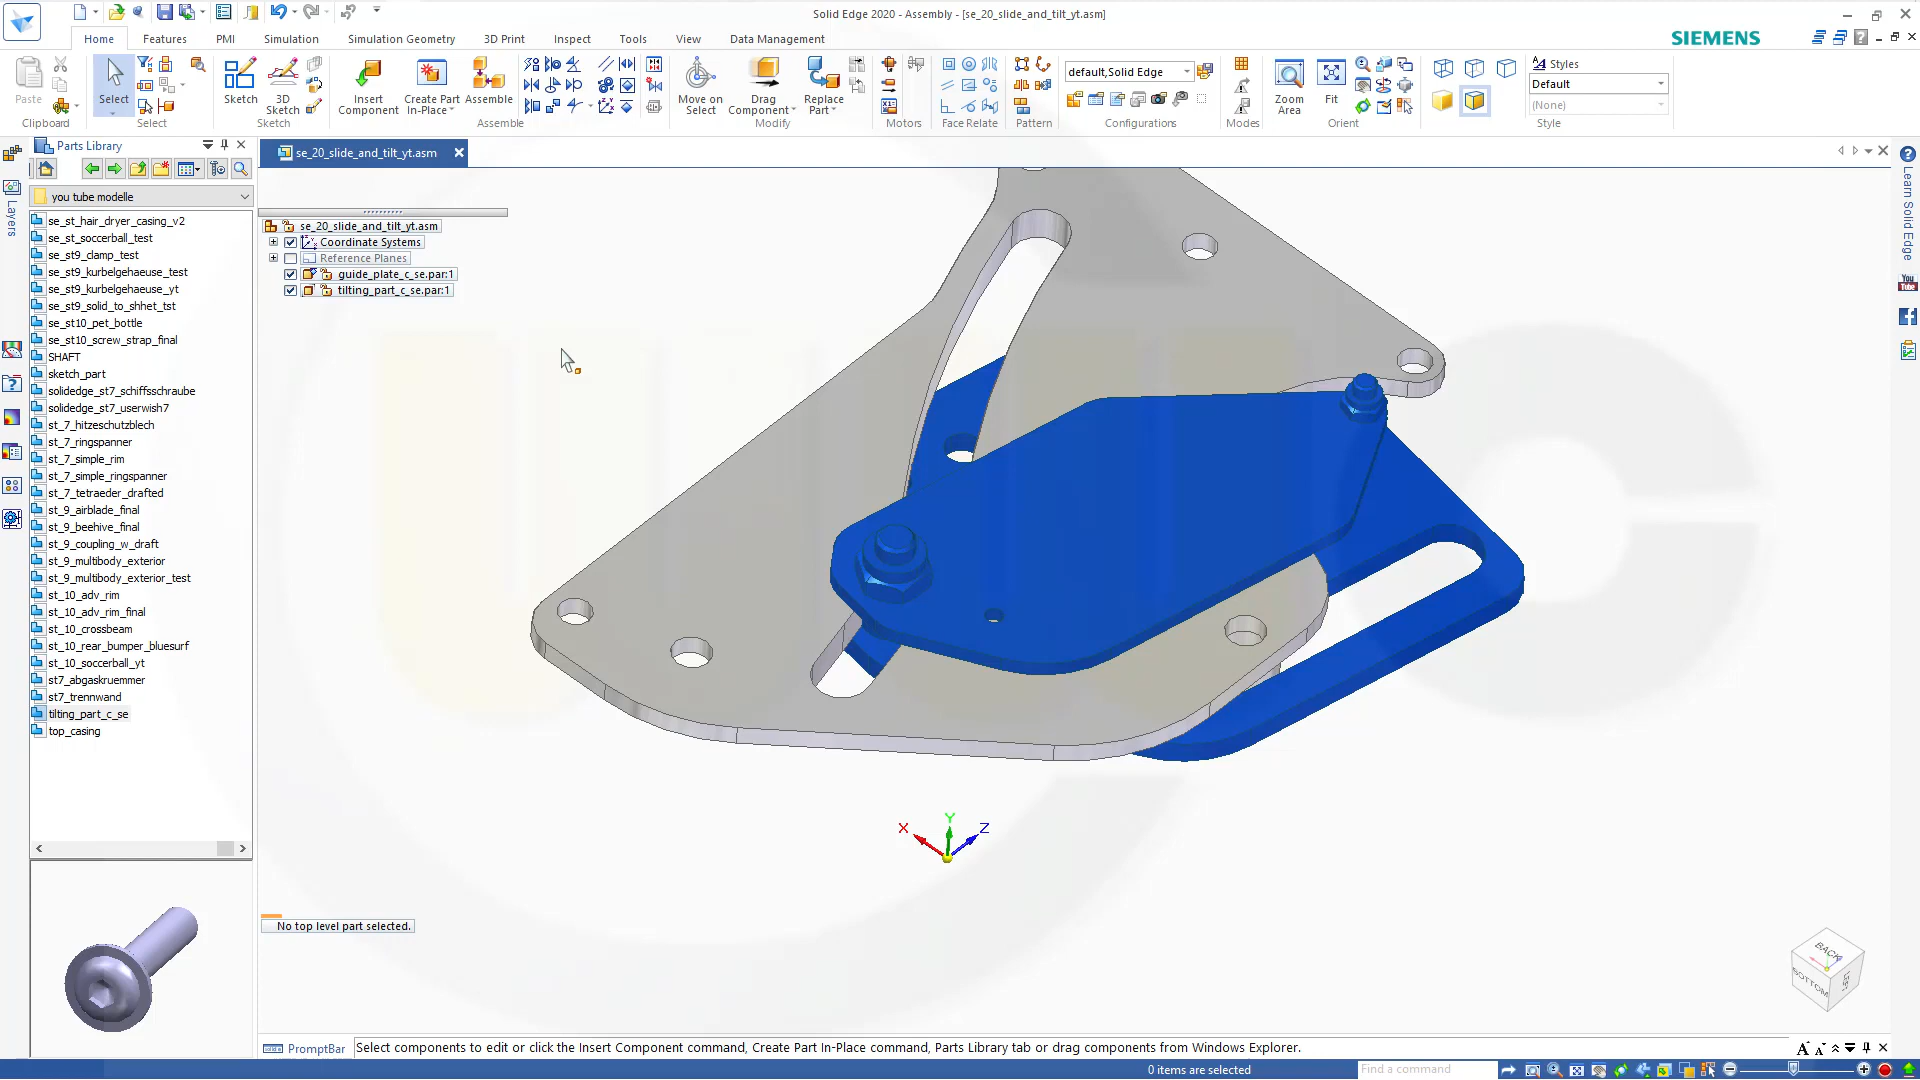 Solid Edge 2020 - Assembly - [se_20_slide_and_tilt_yt.asm]
Home
Features
PMI
Simulation
Simulation Geometry
3D Print
Inspect
Tools
View
Data Management
SIEMENS
Paste
Clipboard
Select
Select
Sketch
3D Sketch
Sketch
Insert Component
Create Part In-Place
Assemble
Assemble
Move on Select
Drag Component
Replace Part
Modify
Motors
Face Relate
Pattern
default,Solid Edge
Configurations
Modes
Zoom Area
Fit
Orient
Styles
Default
(None)
Style
Parts Library
you tube modelle
se_st_hair_dryer_casing_v2
se_st_soccerball_test
se_st9_clamp_test
se_st9_kurbelgehaeuse_test
se_st9_kurbelgehaeuse_yt
se_st9_solid_to_shhet_tst
se_st10_pet_bottle
se_st10_screw_strap_final
SHAFT
sketch_part
solidedge_st7_schiffsschraube
solidedge_st7_userwish7
st_7_hitzeschutzblech
st_7_ringspanner
st_7_simple_rim
st_7_simple_ringspanner
st_7_tetraeder_drafted
st_9_airblade_final
st_9_beehive_final
st_9_coupling_w_draft
st_9_multibody_exterior
st_9_multibody_exterior_test
st_10_adv_rim
st_10_adv_rim_final
st_10_crossbeam
st_10_rear_bumper_bluesurf
st_10_soccerball_yt
st7_abgaskruemmer
st7_trennwand
tilting_part_c_se
top_casing
Layers
se_20_slide_and_tilt_yt.asm
se_20_slide_and_tilt_yt.asm
Coordinate Systems
Reference Planes
guide_plate_c_se.par:1
tilting_part_c_se.par:1
No top level part selected.
X
Y
Z
BACK
BOTTOM
Learn Solid Edge
You Tube
PromptBar
Select components to edit or click the Insert Component command, Create Part In-Place command, Parts Library tab or drag components from Windows Explorer.
0 items are selected
Find a command